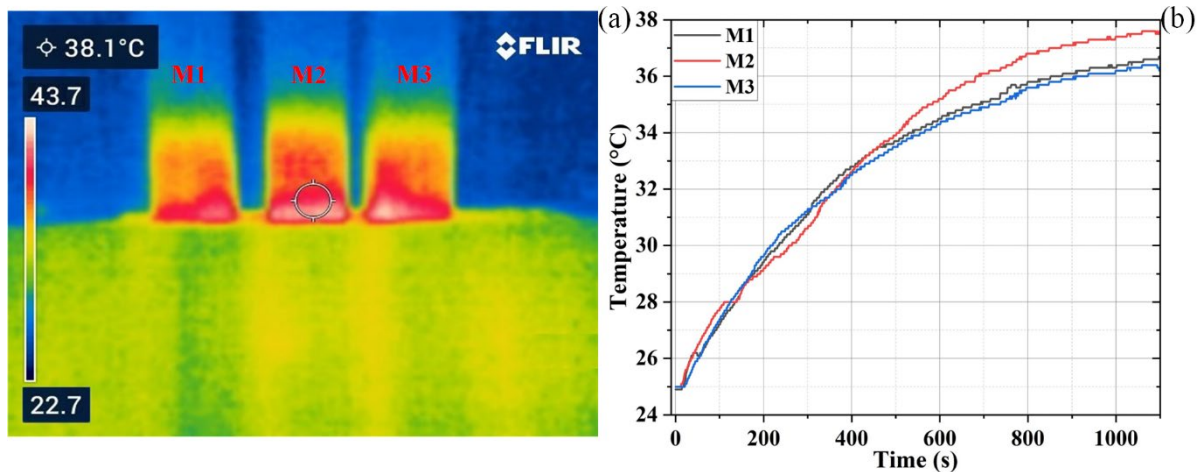 38.1°C
FLIR
43.7
22.7
M1
M2
M3
(a)
M1
M2
M3
(b)
Temperature (°C)
38
36
34
32
30
28
26
24
0
200
400
600
800
1000
Time (s)